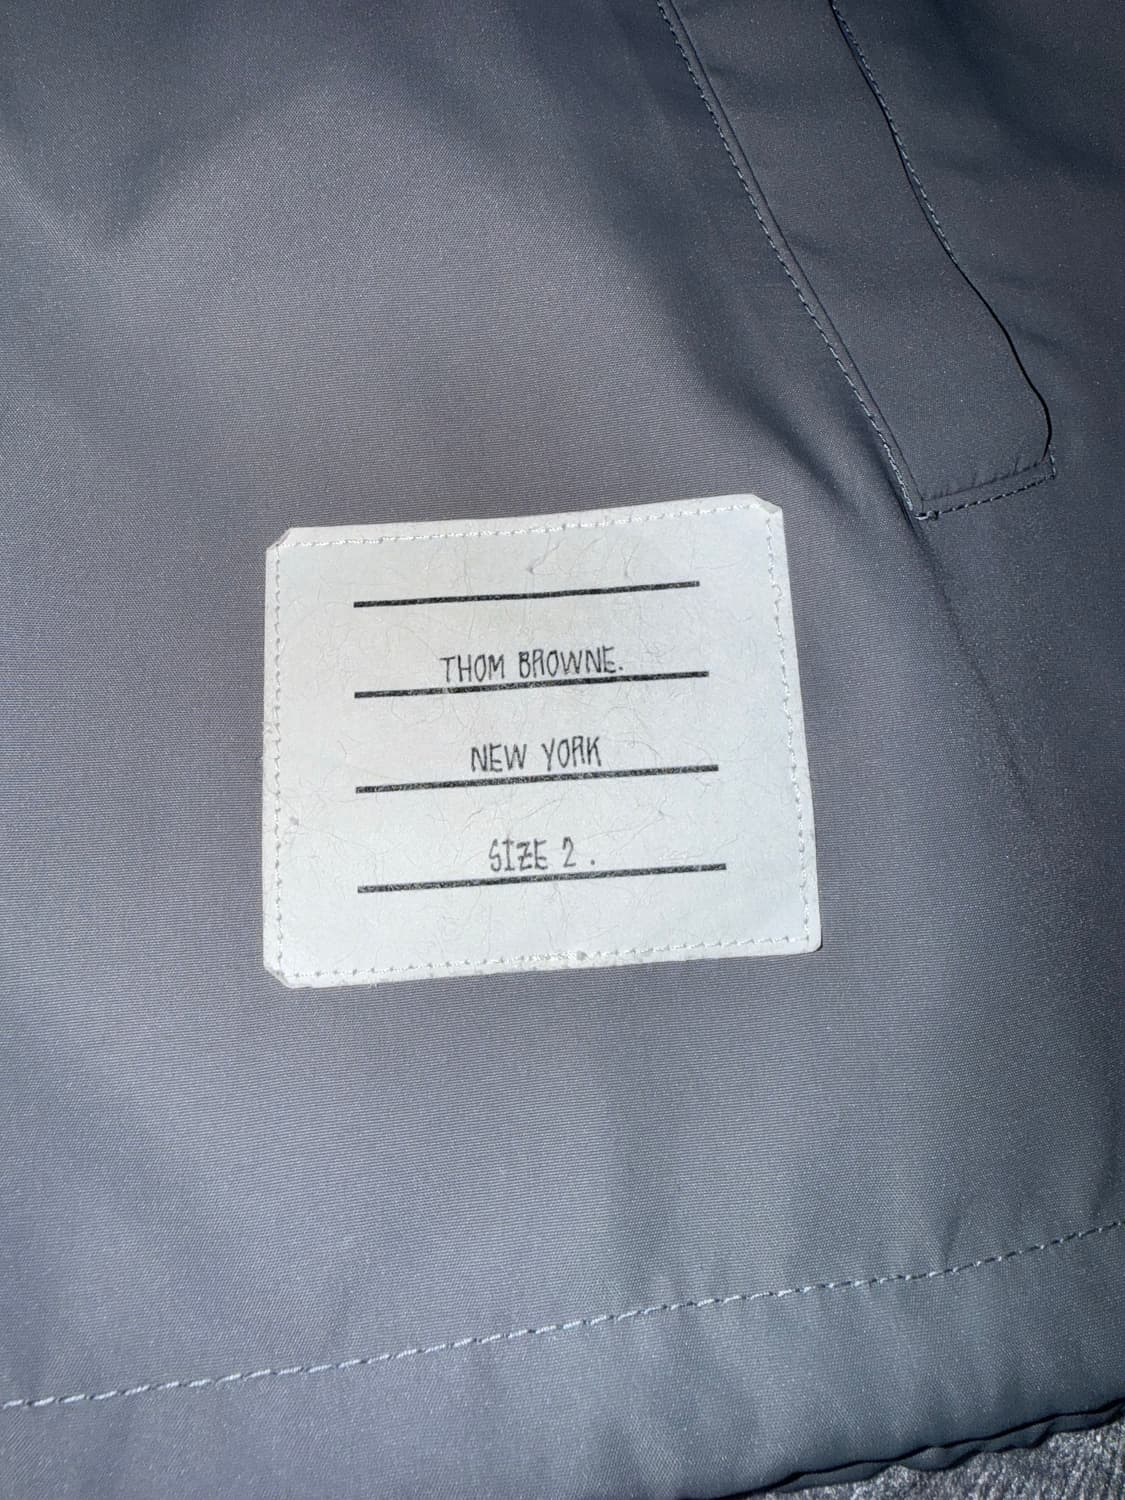 THOM BROWNE.
NEW YORK
SIZE 2 .